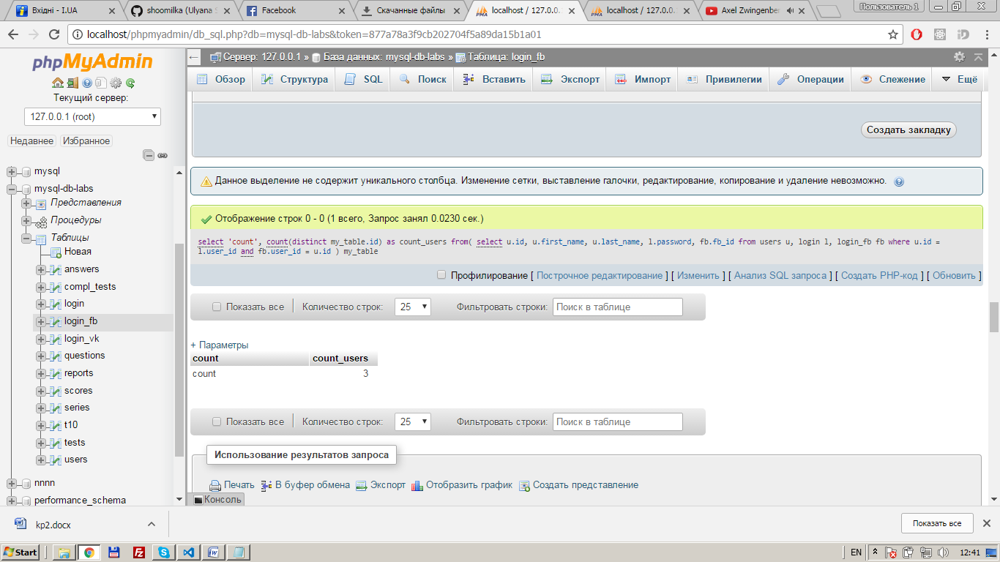 Вхідні - I.UA
shoomilka (Ulyana S
Facebook
Скачанные файлы
localhost / 127.0.0.
localhost / 127.0.0.
Axel Zwingenber
Пользователь 1
localhost/phpmyadmin/db_sql.php?db=mysql-db-labs&token=877a78a3f9cb202704f5a89da15b1a01
phpMyAdmin
Текущий сервер:
127.0.0.1 (root)
Недавнее Избранное
mysql
mysql-db-labs
Представления
Процедуры
Таблицы
Новая
answers
compl_tests
login
login_fb
login_vk
questions
reports
scores
series
t10
tests
users
nnnn
performance_schema
Сервер: 127.0.0.1 » База данных: mysql-db-labs » Таблица: login_fb
Обзор Структура SQL Поиск Вставить Экспорт Импорт Привилегии Операции Слежение Ещё
Создать закладку
Данное выделение не содержит уникального столбца. Изменение сетки, выставление галочки, редактирование, копирование и удаление невозможно.
Отображение строк 0 - 0 (1 всего, Запрос занял 0.0230 сек.)
select 'count', count(distinct my_table.id) as count_users from( select u.id, u.first_name, u.last_name, l.password, fb.fb_id from users u, login l, login_fb fb where u.id =
l.user_id and fb.user_id = u.id ) my_table
Профилирование [ Построчное редактирование ] [ Изменить ] [ Анализ SQL запроса ] [ Создать PHP-код ] [ Обновить ]
Показать все Количество строк: 25 Фильтровать строки: Поиск в таблице
+ Параметры
count count_users
count 3
Показать все Количество строк: 25 Фильтровать строки: Поиск в таблице
Использование результатов запроса
Печать В буфер обмена Экспорт Отобразить график Создать представление
Консоль
kp2.docx
Показать все
Start
EN
12:41